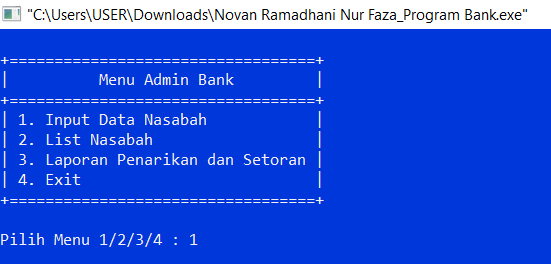 "C:\Users\USER\Downloads\Novan Ramadhani Nur Faza_Program Bank.exe"
+==================================+
| Menu Admin Bank |
+==================================+
| 1. Input Data Nasabah |
| 2. List Nasabah |
| 3. Laporan Penarikan dan Setoran |
| 4. Exit |
+==================================+
Pilih Menu 1/2/3/4 : 1